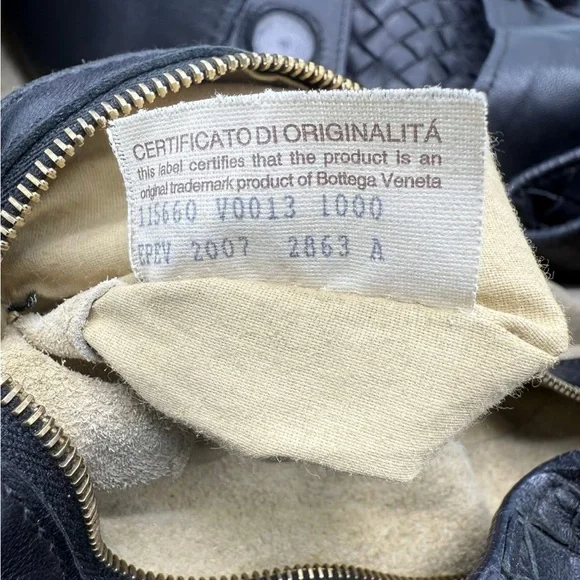 CERTIFICATO DI ORIGINALITÁ
this label certifies that the product is an
original trademark product of Bottega Veneta
115660 V0013 1000
EPEV 2007 2863 A